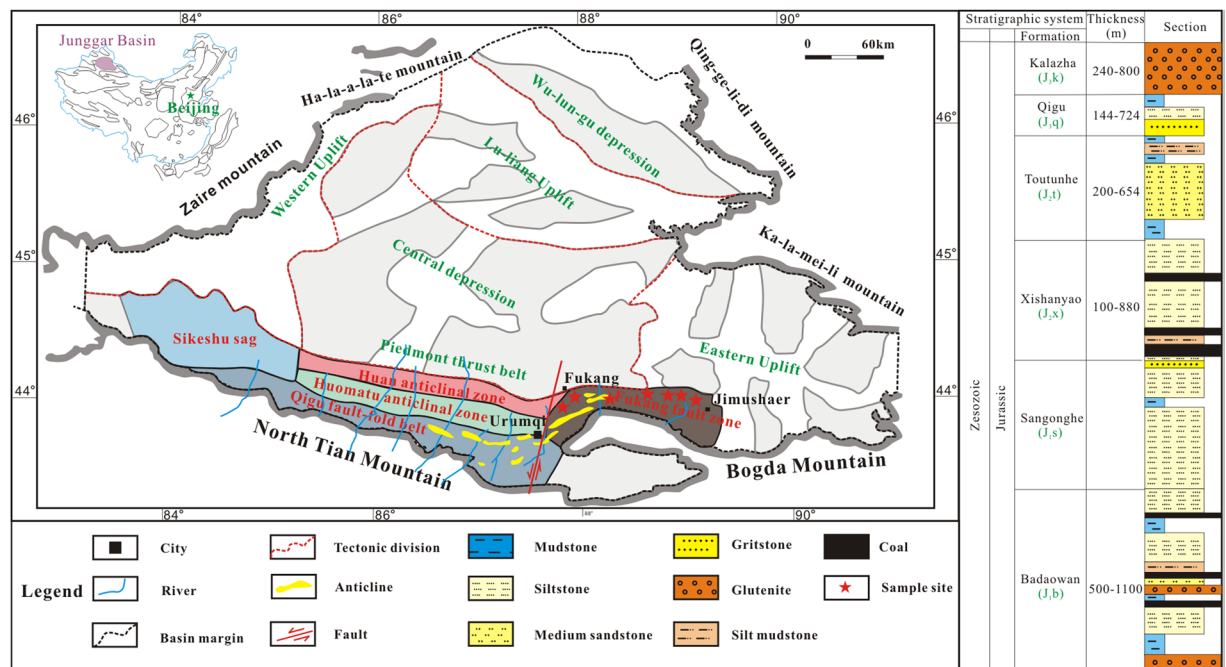 84°
86°
88°
90°
Junggar Basin
Beijing
0 60km
46°
45°
44°
46°
45°
44°
Ha-la-a-la-te mountain
Qing-ge-li-di mountain
Zaire mountain
Western Uplift
Wu-lun-gu depression
Lu-liang Uplift
Ka-la-mei-li mountain
Central depression
Sikeshu sag
Piedmont thrust belt
Eastern Uplift
Huan anticlinal zone
Huomatu anticlinal zone
Qigu fault-fold belt
Fukang
Jimushaer
Fukang fault zone
Urumqi
North Tian Mountain
Bogda Mountain
84°
86°
88°
90°
Legend
City
Tectonic division
Mudstone
Gritstone
Coal
River
Anticline
Siltstone
Glutenite
Sample site
Basin margin
Fault
Medium sandstone
Silt mudstone
Stratigraphic system
Thickness
(m)
Section
Formation
Zesozoic
Jurassic
Kalazha
(J₃k)
240-800
Qigu
(J₃q)
144-724
Toutunhe
(J₂t)
200-654
Xishanyao
(J₂x)
100-880
Sangonghe
(J₁s)
Badaowan
(J₁b)
500-1100